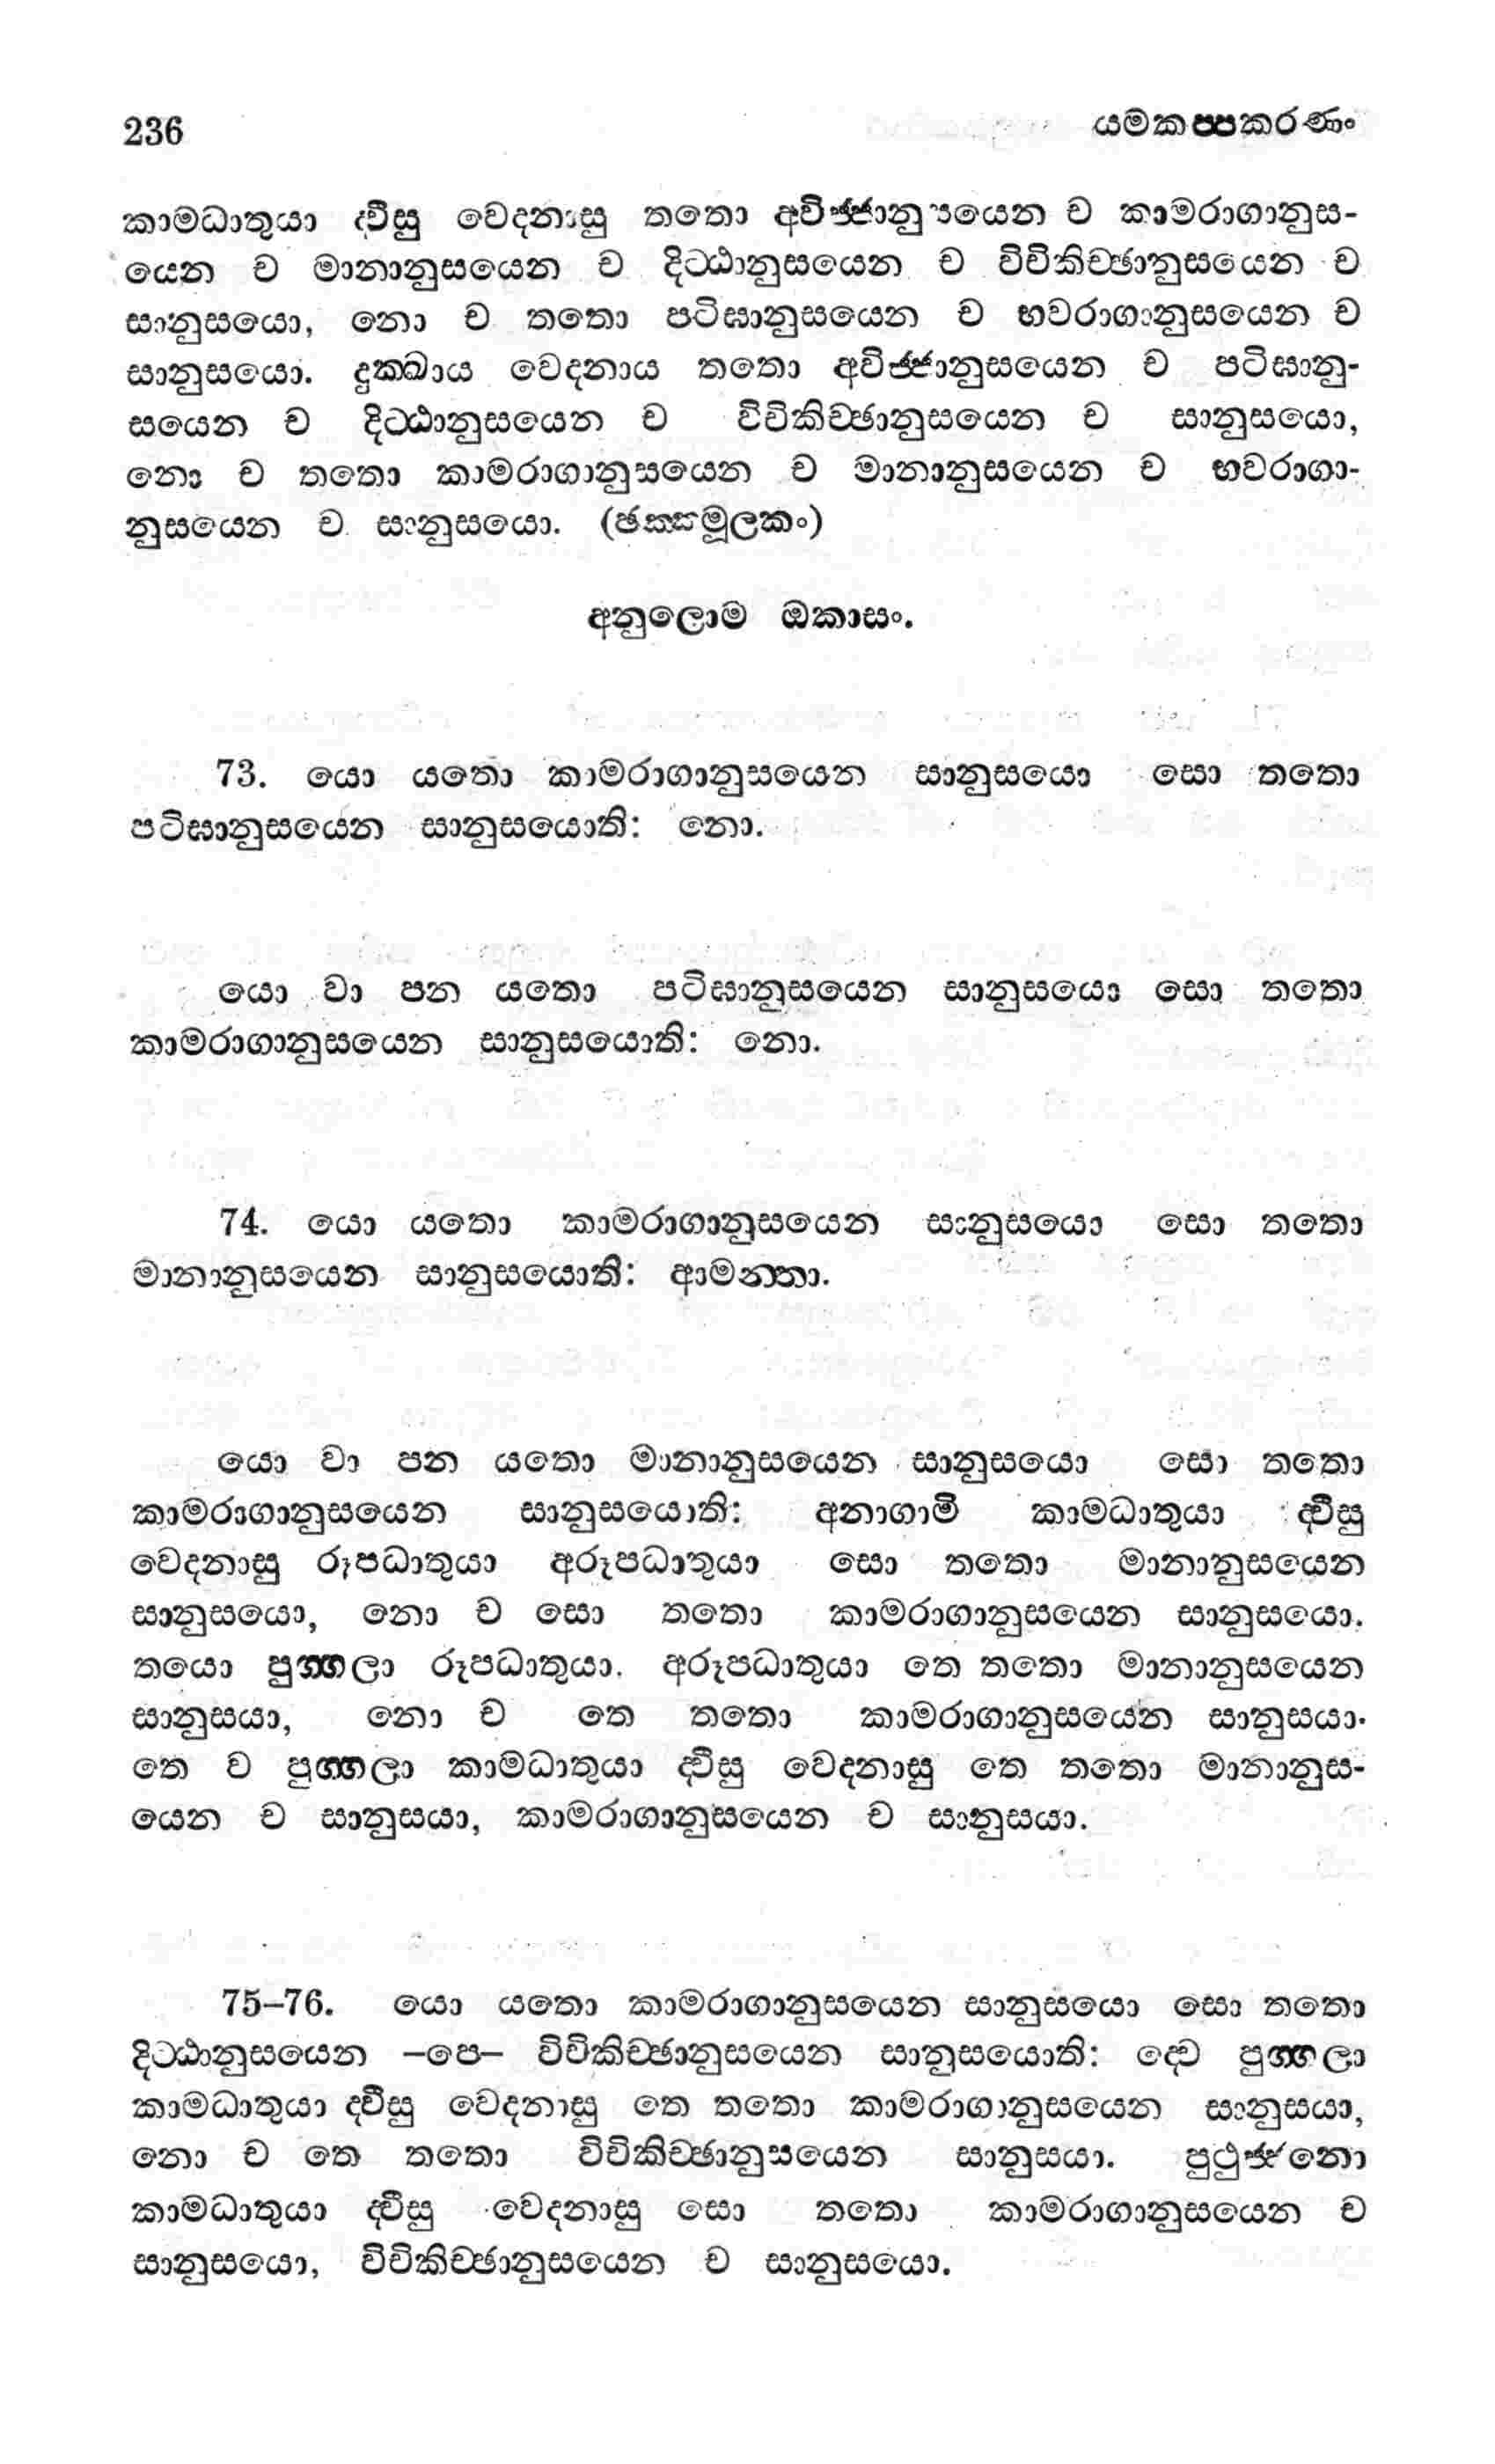 236 යමකප්පකරණං
කාමධාතුයා ද්වීසු වෙදනාසු තතො අවිජ්ජානුසයෙන ච කාමරාගානුස-
යෙන ච මානානුසයෙන ච දිට්ඨානුසයෙන ච විචිකිච්ඡානුසයෙන ච
සානුසයො, නො ච තතො පටිඝානුසයෙන ච භවරාගානුසයෙන ච
සානුසයො. දුක්ඛාය වෙදනාය තතො අවිජ්ජානුසයෙන ච පටිඝානු-
සයෙන ච දිට්ඨානුසයෙන ච විචිකිච්ඡානුසයෙන ච සානුසයො,
නො ච තතො කාමරාගානුසයෙන ච මානානුසයෙන ච භවරාගා-
නුසයෙන ච සානුසයො. (ඡක්කමූලකං)
අනුලොම ඔකාසං.
73. යො යතො කාමරාගානුසයෙන සානුසයො සො තතො
පටිඝානුසයෙන සානුසයොති: නො.
යො වා පන යතො පටිඝානුසයෙන සානුසයො සො තතො
කාමරාගානුසයෙන සානුසයොති: නො.
74. යො යතො කාමරාගානුසයෙන සානුසයො සො තතො
මානානුසයෙන සානුසයොති: ආමන්තා.
යො වා පන යතො මානානුසයෙන සානුසයො සො තතො
කාමරාගානුසයෙන සානුසයොති: අනාගාමි කාමධාතුයා ද්වීසු
වෙදනාසු රූපධාතුයා අරූපධාතුයා සො තතො මානානුසයෙන
සානුසයො, නො ච සො තතො කාමරාගානුසයෙන සානුසයො.
තයො පුග්ගලා රූපධාතුයා. අරූපධාතුයා තෙ තතො මානානුසයෙන
සානුසයා, නො ච තෙ තතො කාමරාගානුසයෙන සානුසයා.
තෙ ව පුග්ගලා කාමධාතුයා ද්වීසු වෙදනාසු තෙ තතො මානානුස-
යෙන ච සානුසයා, කාමරාගානුසයෙන ච සානුසයා.
75–76. යො යතො කාමරාගානුසයෙන සානුසයො සො තතො
දිට්ඨානුසයෙන –පෙ– විචිකිච්ඡානුසයෙන සානුසයොති: ද්වෙ පුග්ගලා
කාමධාතුයා ද්වීසු වෙදනාසු තෙ තතො කාමරාගානුසයෙන සානුසයා,
නො ච තෙ තතො විචිකිච්ඡානුසයෙන සානුසයා. පුථුජ්ජනො
කාමධාතුයා ද්වීසු වෙදනාසු සො තතො කාමරාගානුසයෙන ච
සානුසයො, විචිකිච්ඡානුසයෙන ච සානුසයො.